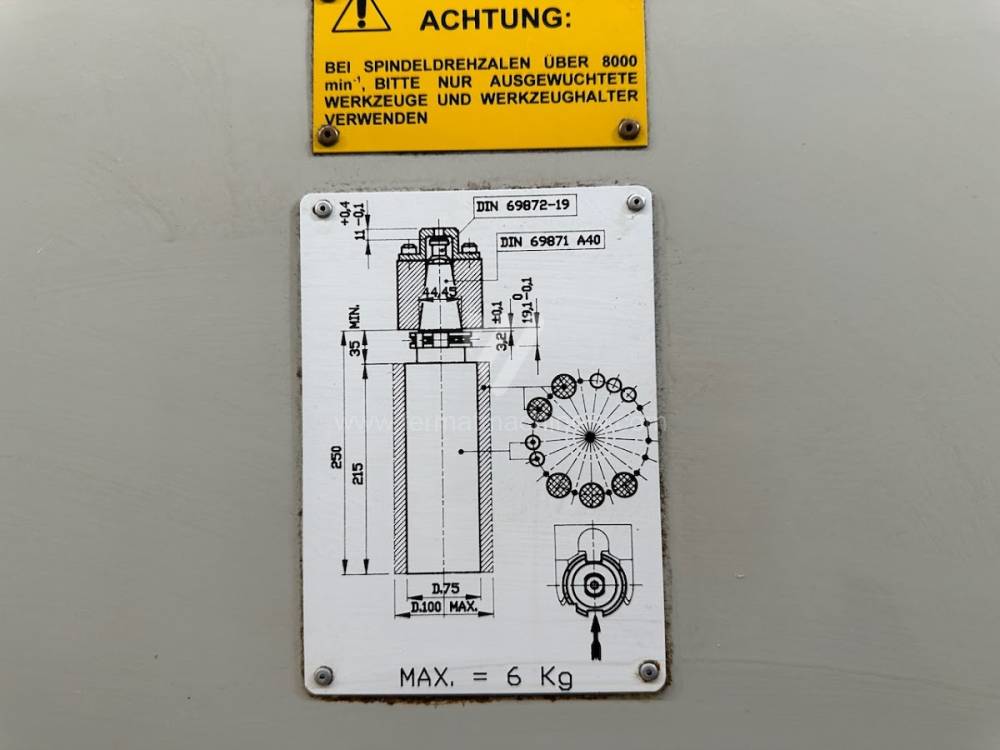 ACHTUNG:
BEI SPINDELDREHZALEN ÜBER 8000
min⁻¹, BITTE NUR AUSGEWUCHTETE
WERKZEUGE UND WERKZEUGHALTER
VERWENDEN
DIN 69872-19
+0,4
11 -0,1
DIN 69871 A40
44,45
35 MIN.
3,2 ±0,1
0
19,1-0,1
250
215
D.75
D.100 MAX.
MAX. = 6 Kg